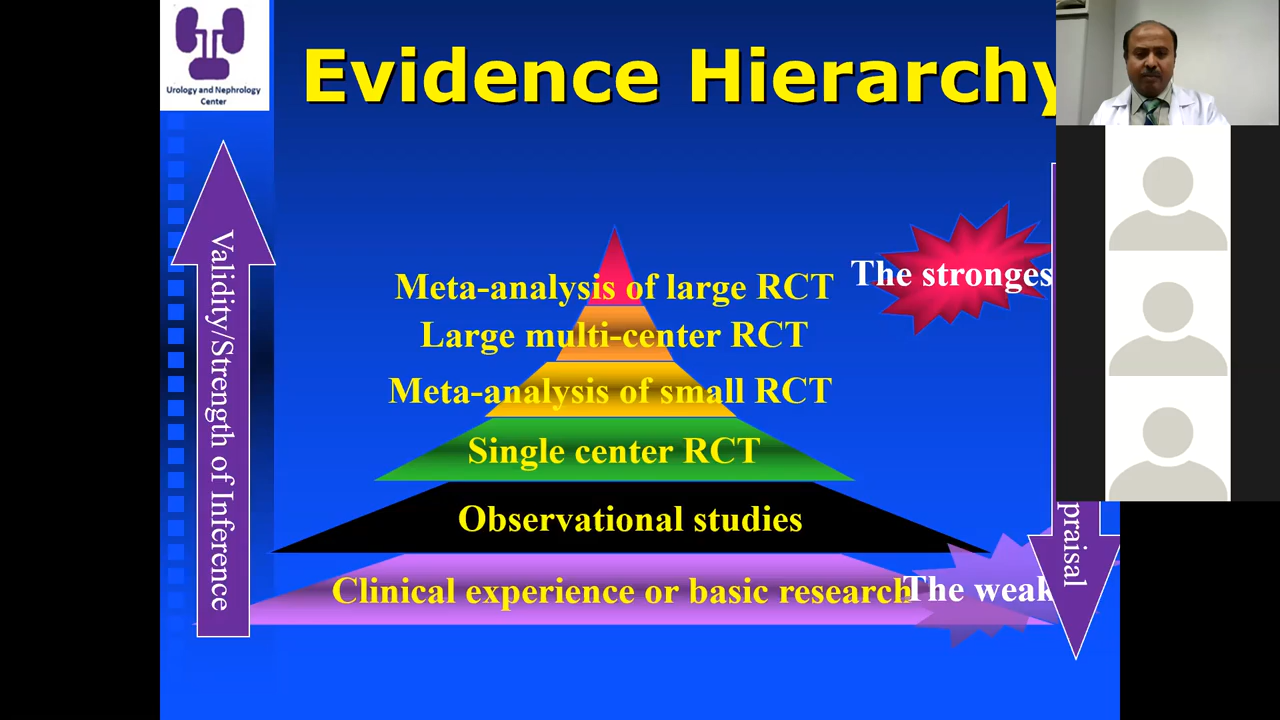 Urology and Nephrology
Center
Evidence Hierarchy
Validity/Strength of Inference
Meta-analysis of large RCT
The stronges
Large multi-center RCT
Meta-analysis of small RCT
Single center RCT
Observational studies
Clinical experience or basic research
The weak
praisal